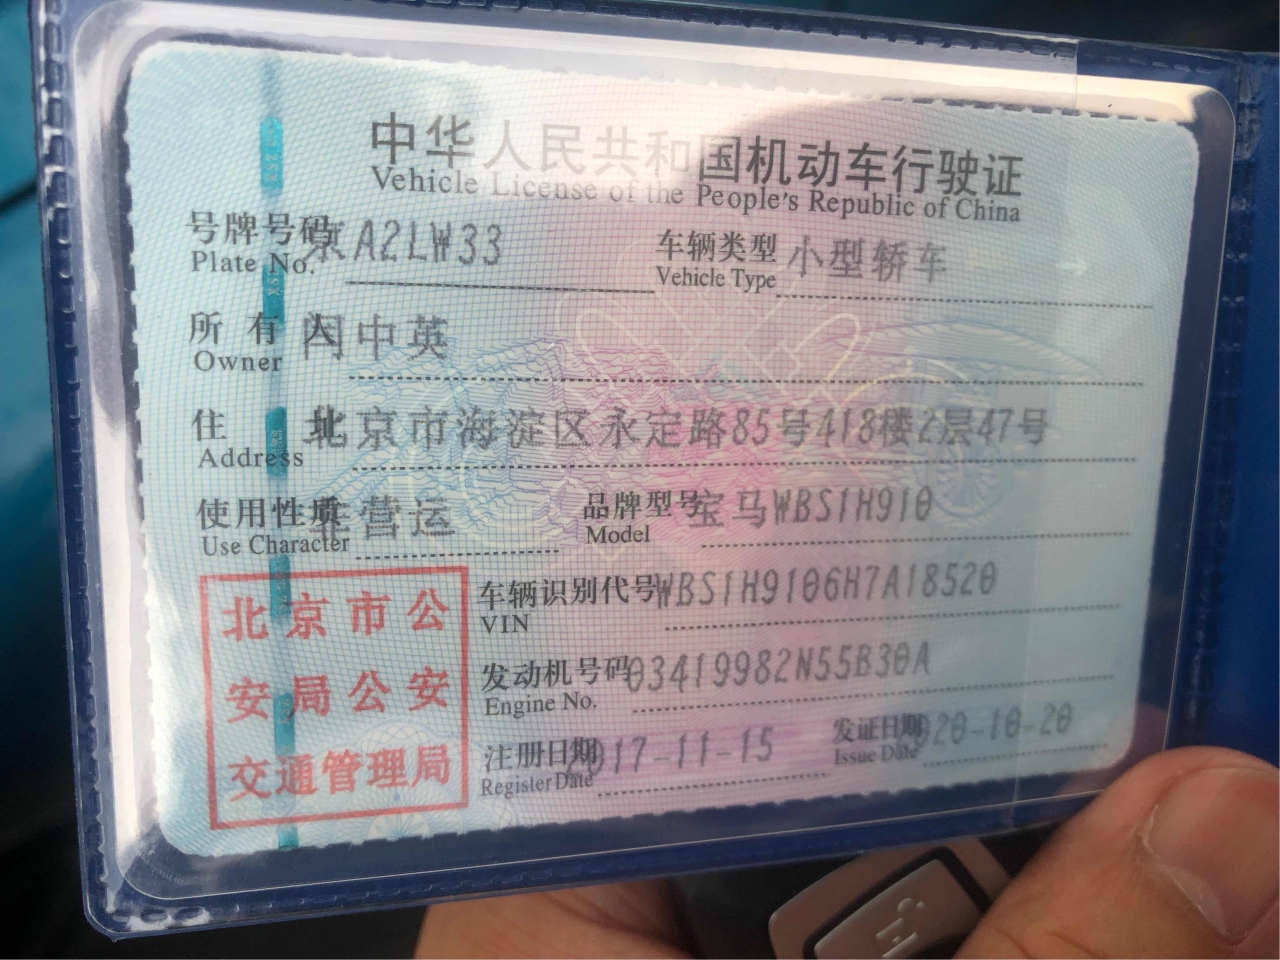 中华人民共和国机动车行驶证
Vehicle License of the People's Republic of China
号牌号码 京A2LW33 车辆类型 小型轿车
Plate No. Vehicle Type
所有人 闫中英
Owner
住址 北京市海淀区永定路85号418楼2层47号
Address
使用性质 非营运 品牌型号 宝马WBS1H910
Use Character Model
车辆识别代号 WBS1H9106H7A18520
VIN
发动机号码 03419982N55B30A
Engine No.
注册日期 2017-11-15 发证日期 2020-10-20
Register Date Issue Date
北京市公
安局公安
交通管理局